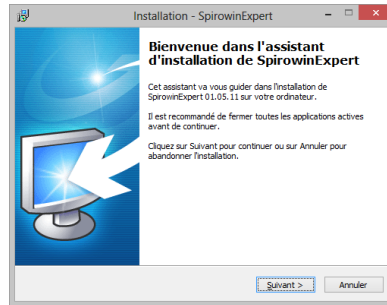 Installation - SpirowinExpert
Bienvenue dans l'assistant
d'installation de SpirowinExpert
Cet assistant va vous guider dans l'installation de
SpirowinExpert 01.05.11 sur votre ordinateur.
Il est recommandé de fermer toutes les applications actives
avant de continuer.
Cliquez sur Suivant pour continuer ou sur Annuler pour
abandonner l'installation.
Suivant > Annuler